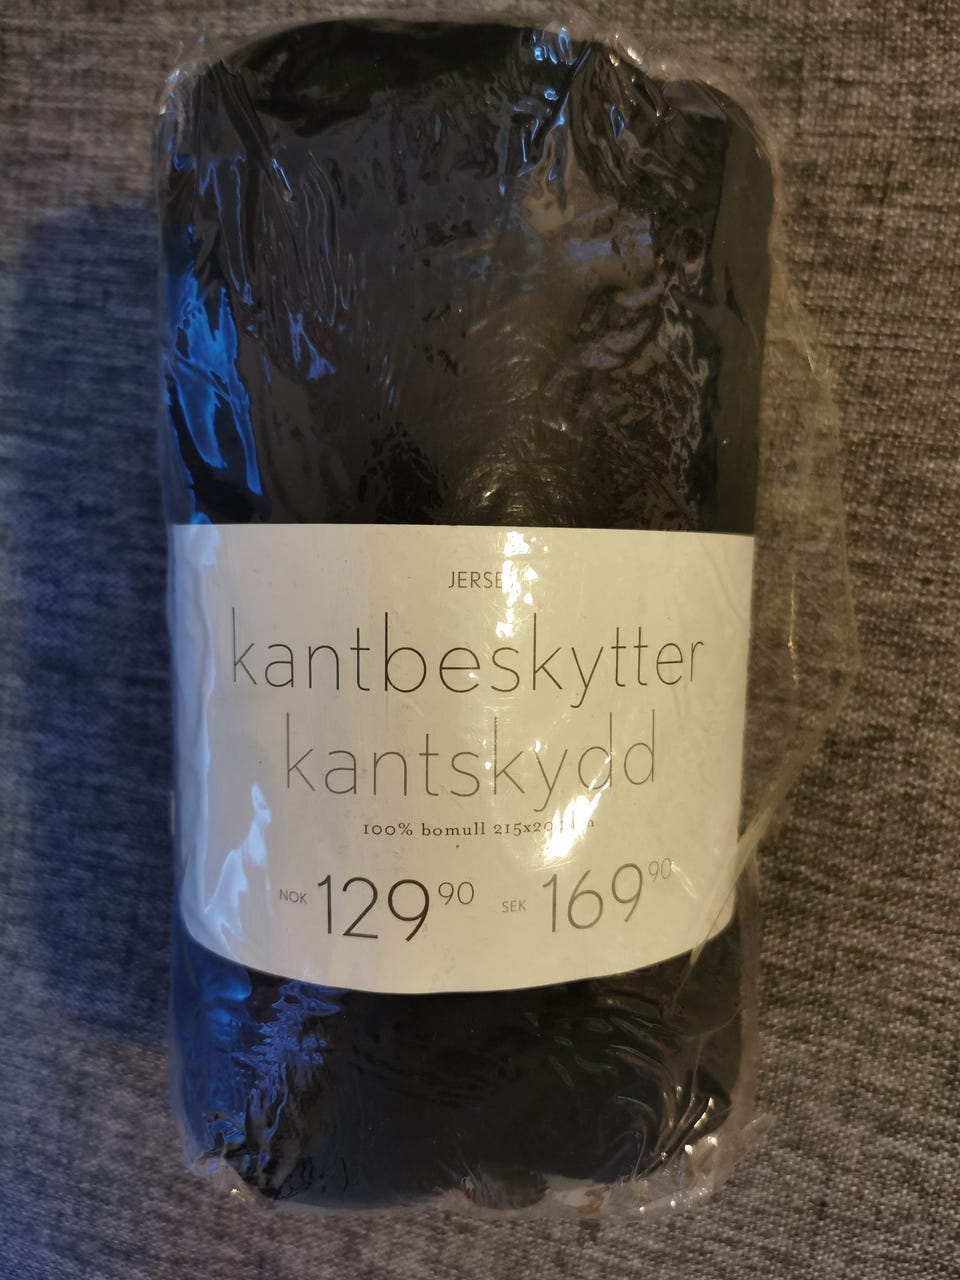 kantbeskytter
kantskydd
100% bomull
NOK 129 90 SEK 169 90